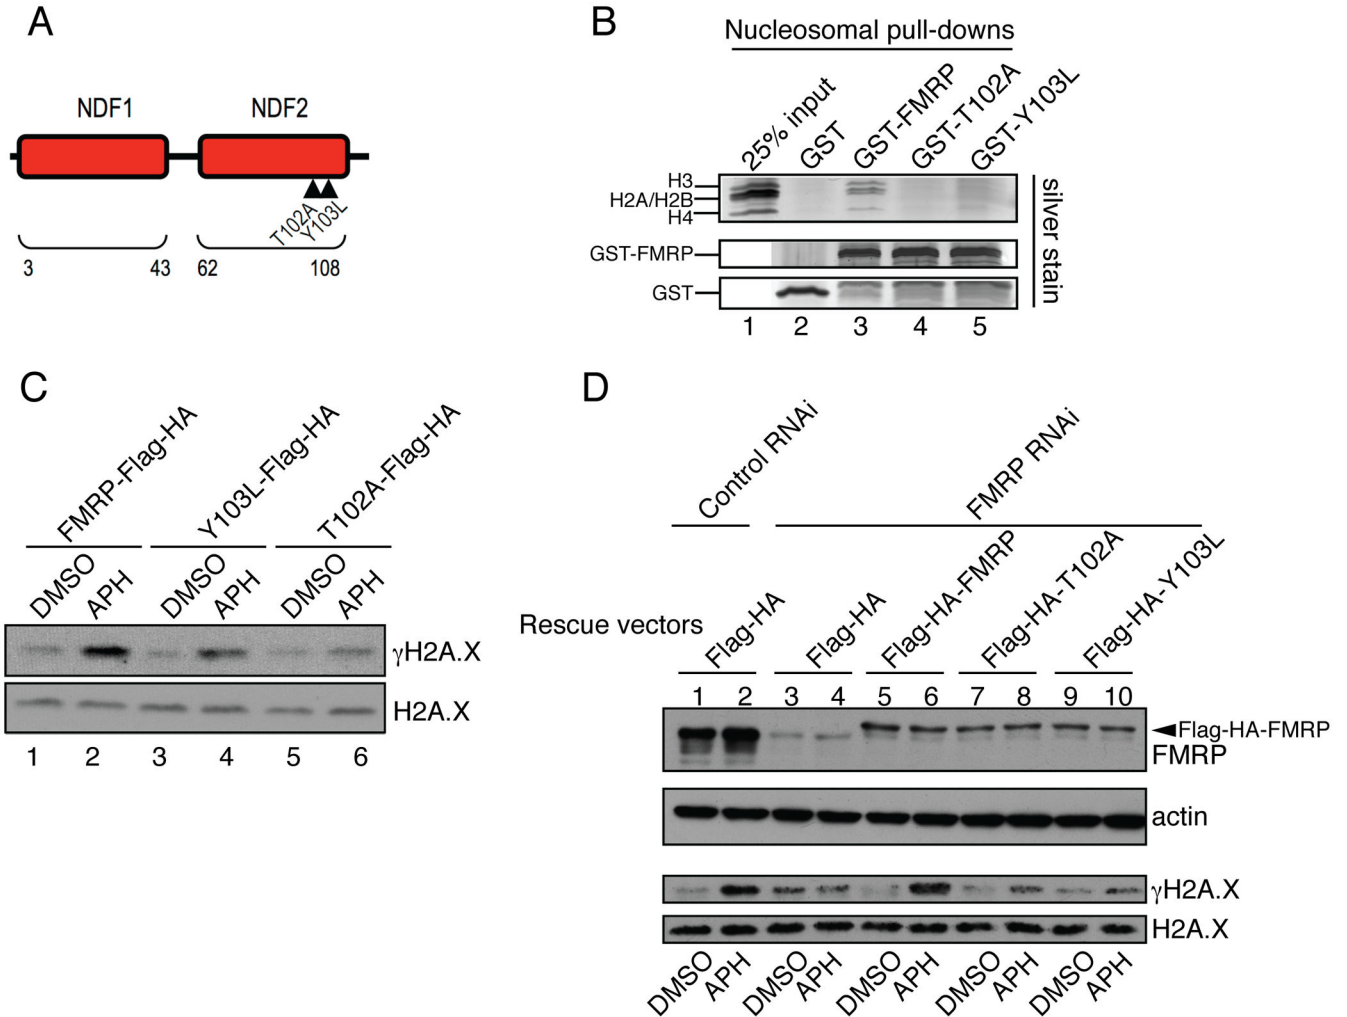 A
NDF1 NDF2
T102A
Y103L
3 43 62 108
B
Nucleosomal pull-downs
25% input
GST
GST-FMRP
GST-T102A
GST-Y103L
H3
H2A/H2B
H4
GST-FMRP
GST
silver stain
1 2 3 4 5
C
FMRP-Flag-HA
Y103L-Flag-HA
T102A-Flag-HA
DMSO APH DMSO APH DMSO APH
γH2A.X
H2A.X
1 2 3 4 5 6
D
Control RNAi
FMRP RNAi
Rescue vectors
Flag-HA
Flag-HA
Flag-HA-FMRP
Flag-HA-T102A
Flag-HA-Y103L
1 2 3 4 5 6 7 8 9 10
Flag-HA-FMRP
FMRP
actin
γH2A.X
H2A.X
DMSO APH DMSO APH DMSO APH DMSO APH DMSO APH